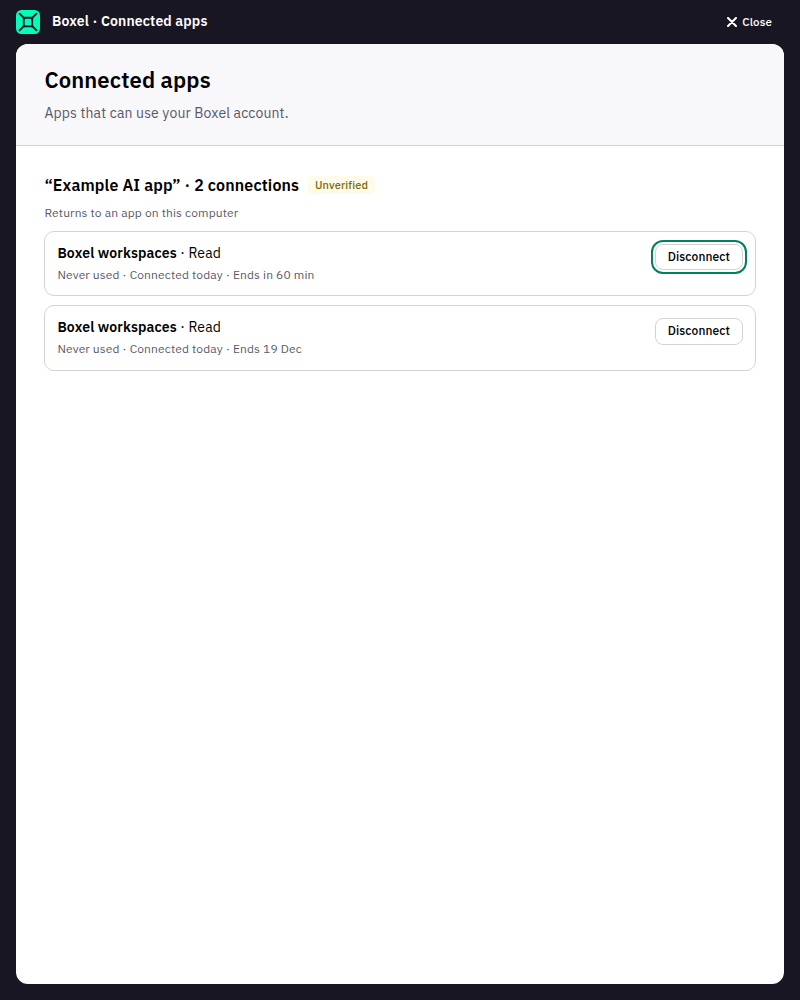 Boxel · Connected apps
Close
Connected apps
Apps that can use your Boxel account.
“Example AI app” · 2 connections Unverified
Returns to an app on this computer
Boxel workspaces · Read
Disconnect
Never used · Connected today · Ends in 60 min
Boxel workspaces · Read
Disconnect
Never used · Connected today · Ends 19 Dec